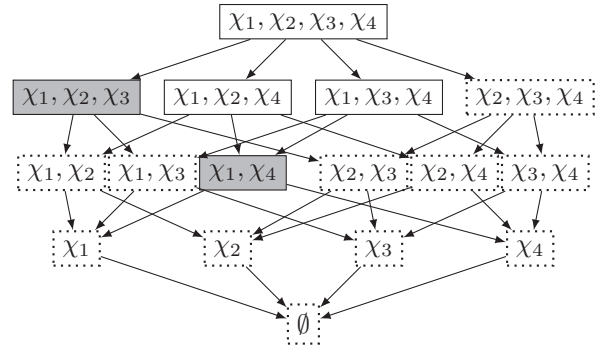 χ₁, χ₂, χ₃, χ₄
χ₁, χ₂, χ₃ χ₁, χ₂, χ₄ χ₁, χ₃, χ₄ χ₂, χ₃, χ₄
χ₁, χ₂ χ₁, χ₃ χ₁, χ₄ χ₂, χ₃ χ₂, χ₄ χ₃, χ₄
χ₁ χ₂ χ₃ χ₄
∅